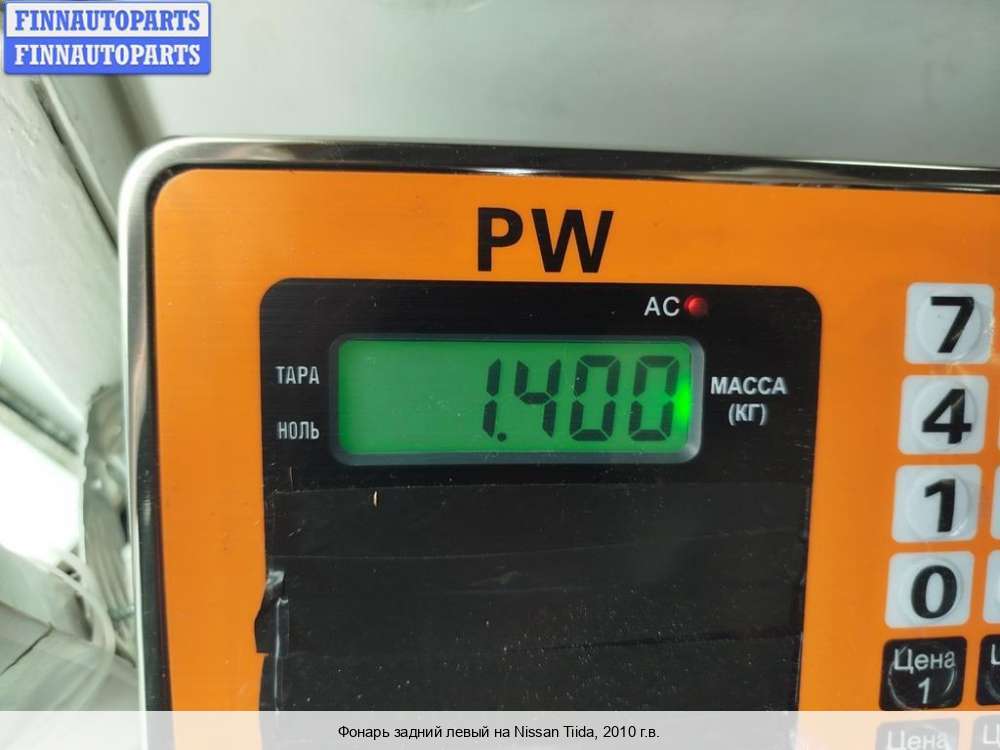 FINNAUTOPARTS
FINNAUTOPARTS
PW
AC
ТАРА
НОЛЬ
1.400
МАССА
(КГ)
7
4
1
0
Цена
1
Цена
Фонарь задний левый на Nissan Tiida, 2010 г.в.